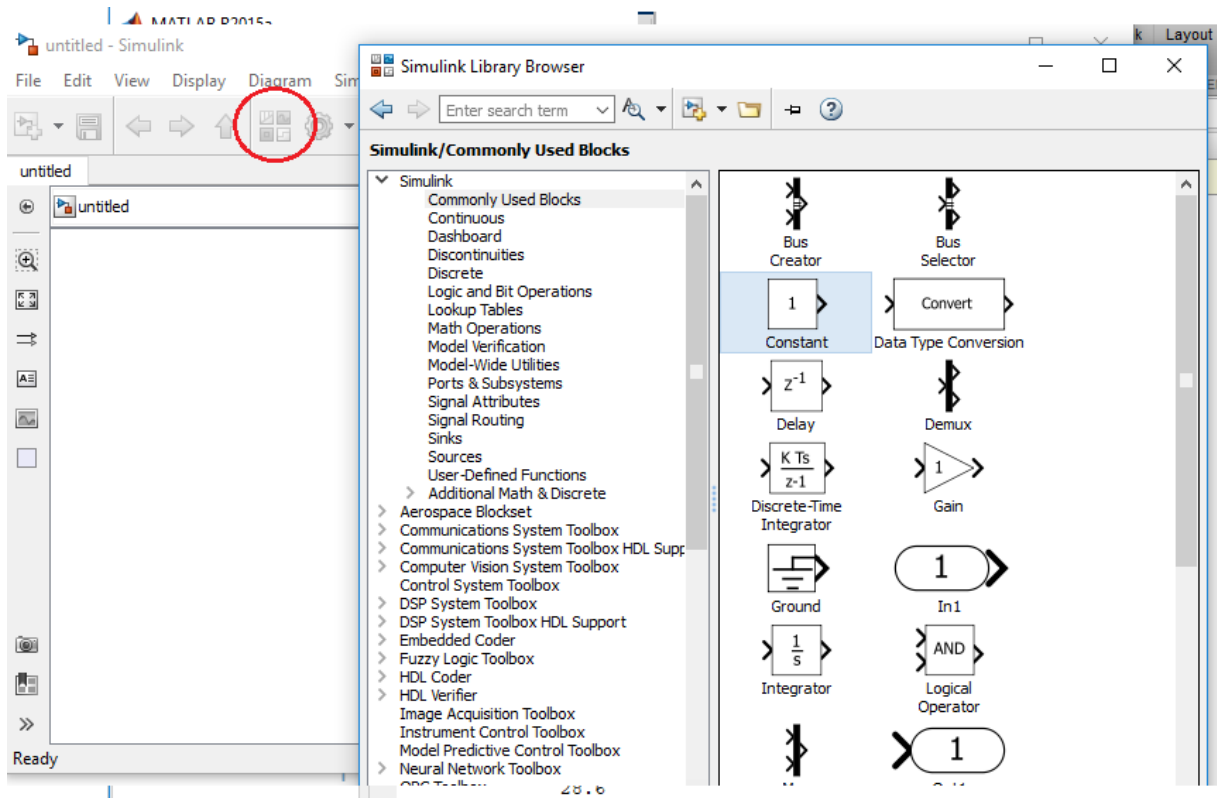 MATLAB R2015a
untitled - Simulink
k Layout
File Edit View Display Diagram Sim
untitled
untitled
Ready
Simulink Library Browser
Enter search term
Simulink/Commonly Used Blocks
Simulink
Commonly Used Blocks
Continuous
Dashboard
Discontinuities
Discrete
Logic and Bit Operations
Lookup Tables
Math Operations
Model Verification
Model-Wide Utilities
Ports & Subsystems
Signal Attributes
Signal Routing
Sinks
Sources
User-Defined Functions
Additional Math & Discrete
Aerospace Blockset
Communications System Toolbox
Communications System Toolbox HDL Supp
Computer Vision System Toolbox
Control System Toolbox
DSP System Toolbox
DSP System Toolbox HDL Support
Embedded Coder
Fuzzy Logic Toolbox
HDL Coder
HDL Verifier
Image Acquisition Toolbox
Instrument Control Toolbox
Model Predictive Control Toolbox
Neural Network Toolbox
Bus
Creator
Bus
Selector
1
Constant
Convert
Data Type Conversion
z-1
Delay
Demux
K Ts
z-1
Discrete-Time
Integrator
1
Gain
Ground
1
In1
1
s
Integrator
AND
Logical
Operator
1
28.6